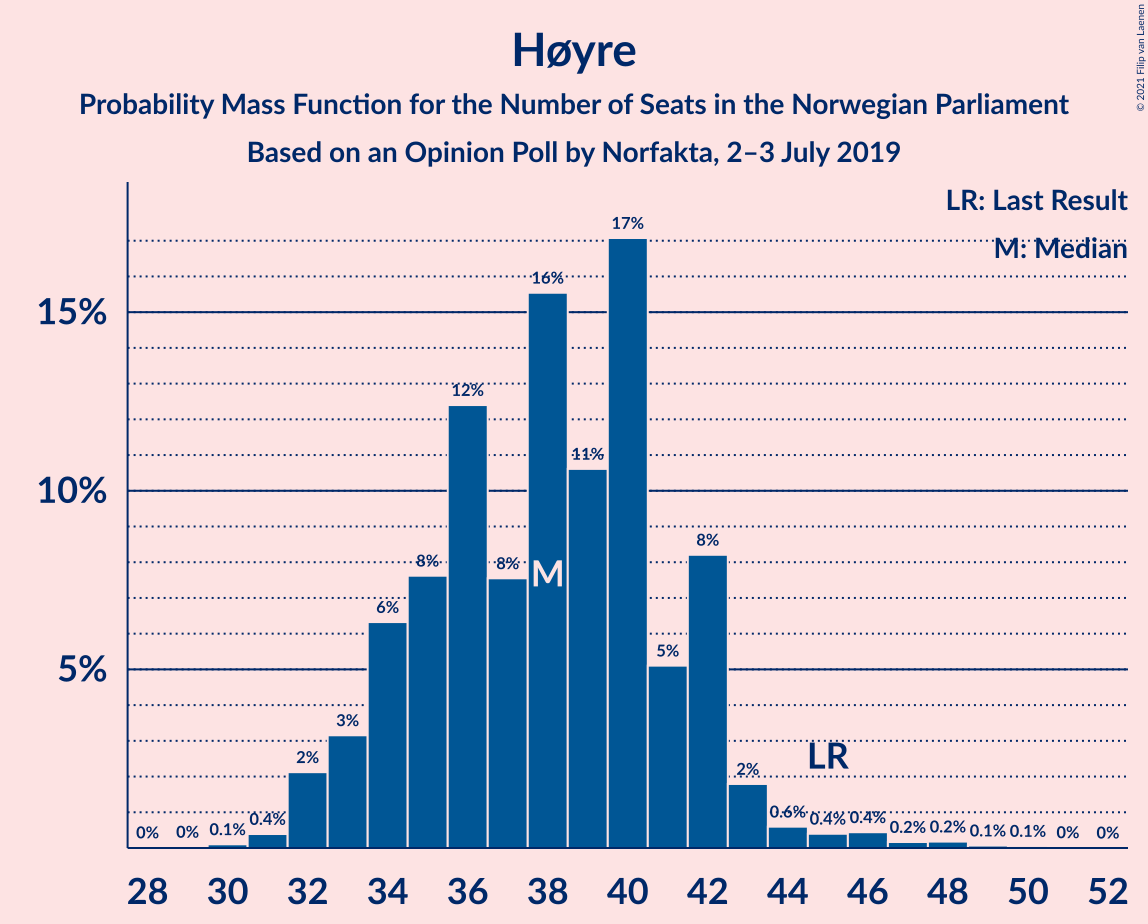 Høyre
Probability Mass Function for the Number of Seats in the Norwegian Parliament
Based on an Opinion Poll by Norfakta, 2–3 July 2019
© 2021 Filip van Laenen
LR: Last Result
M: Median
15%
10%
5%
0% 0% 0.1% 0.4% 2% 3% 6% 8% 12% 8% 16% 11% 17% 5% 8% 2% 0.6% 0.4% 0.4% 0.2% 0.2% 0.1% 0.1% 0% 0%
M
LR
28 30 32 34 36 38 40 42 44 46 48 50 52